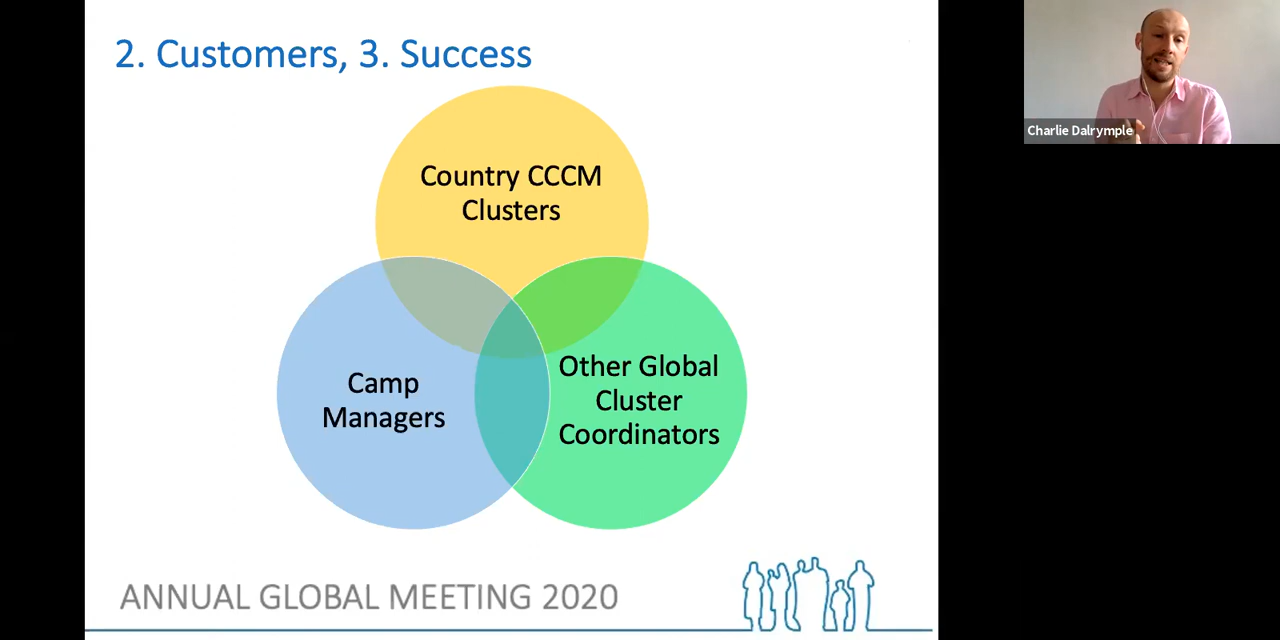 2. Customers, 3. Success
Country CCCM
Clusters
Camp
Managers
Other Global
Cluster
Coordinators
ANNUAL GLOBAL MEETING 2020
Charlie Dalrymple